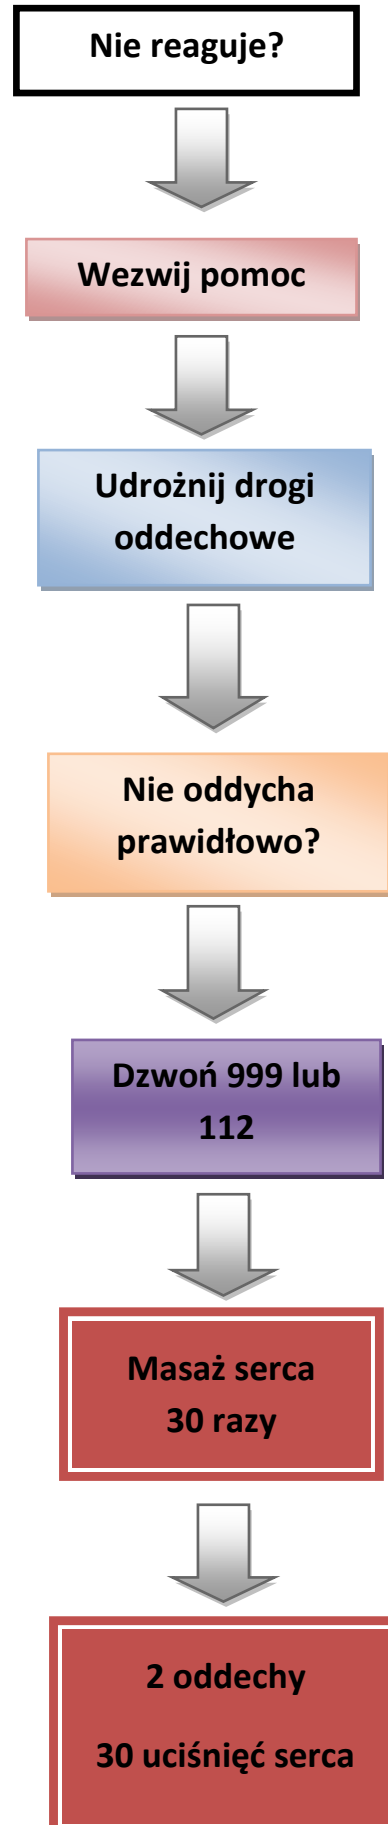 Nie reaguje?
Wezwij pomoc
Udrożnij drogi
oddechowe
Nie oddycha
prawidłowo?
Dzwoń 999 lub
112
Masaż serca
30 razy
2 oddechy
30 uciśnięć serca